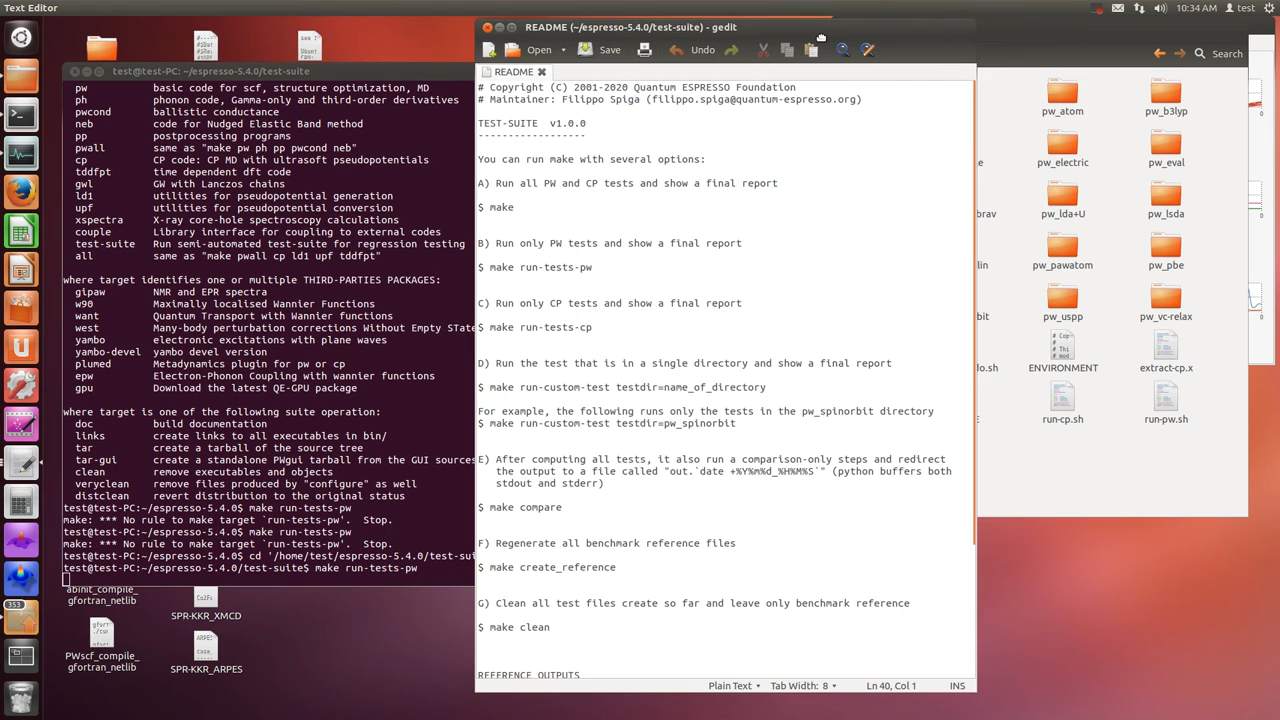 Text Editor
10:34 AM
test
README (~/espresso-5.4.0/test-suite) - gedit
Open
Save
Undo
README
Search
test@test-PC: ~/espresso-5.4.0/test-suite
pw basic code for scf, structure optimization, MD
ph phonon code, Gamma-only and third-order derivatives
pwcond ballistic conductance
neb code for Nudged Elastic Band method
pp postprocessing programs
pwall same as "make pw ph pp pwcond neb"
cp CP code: CP MD with ultrasoft pseudopotentials
tddfpt time dependent dft code
gwl GW with Lanczos chains
ld1 utilities for pseudopotential generation
upf utilities for pseudopotential conversion
xspectra X-ray core-hole spectroscopy calculations
couple Library interface for coupling to external codes
test-suite Run semi-automated test-suite for regression testing
all same as "make pwall cp ld1 upf tddfpt"
where target identifies one or multiple THIRD-PARTIES PACKAGES:
gipaw NMR and EPR spectra
w90 Maximally localised Wannier Functions
want Quantum Transport with Wannier functions
west Many-body perturbation corrections Without Empty State
yambo electronic excitations with plane waves
yambo-devel yambo devel version
plumed Metadynamics plugin for pw or cp
epw Electron-Phonon Coupling with wannier functions
gpu Download the latest QE-GPU package
where target is one of the following suite operation:
doc build documentation
links create links to all executables in bin/
tar create a tarball of the source tree
tar-gui create a standalone PWgui tarball from the GUI sources
clean remove executables and objects
veryclean remove files produced by "configure" as well
distclean revert distribution to the original status
test@test-PC:~/espresso-5.4.0$ make run-tests-pw
make: *** No rule to make target `run-tests-pw'. Stop.
test@test-PC:~/espresso-5.4.0$ make run-tests-pw
make: *** No rule to make target `run-tests-pw'. Stop.
test@test-PC:~/espresso-5.4.0$ cd '/home/test/espresso-5.4.0/test-sui
test@test-PC:~/espresso-5.4.0/test-suite$ make run-tests-pw
# Copyright (C) 2001-2020 Quantum ESPRESSO Foundation
# Maintainer: Filippo Spiga (filippo.spiga@quantum-espresso.org)
TEST-SUITE v1.0.0
------------------
You can run make with several options:
A) Run all PW and CP tests and show a final report
$ make
B) Run only PW tests and show a final report
$ make run-tests-pw
C) Run only CP tests and show a final report
$ make run-tests-cp
D) Run the test that is in a single directory and show a final report
$ make run-custom-test testdir=name_of_directory
For example, the following runs only the tests in the pw_spinorbit directory
$ make run-custom-test testdir=pw_spinorbit
E) After computing all tests, it also run a comparison-only steps and redirect
the output to a file called "out.`date +%Y%m%d_%H%M%S`" (python buffers both
stdout and stderr)
$ make compare
F) Regenerate all benchmark reference files
$ make create_reference
G) Clean all test files create so far and leave only benchmark reference
$ make clean
REFERENCE OUTPUTS
Plain Text
Tab Width: 8
Ln 40, Col 1
INS
pw_atom
pw_b3lyp
pw_electric
pw_eval
pw_lda+U
pw_lsda
pw_pawatom
pw_pbe
pw_uspp
pw_vc-relax
ENVIRONMENT
extract-cp.x
run-cp.sh
run-pw.sh
353
abinit_compile_
gfortran_netlib
SPR-KKR_XMCD
PWscf_compile_
gfortran_netlib
SPR-KKR_ARPES